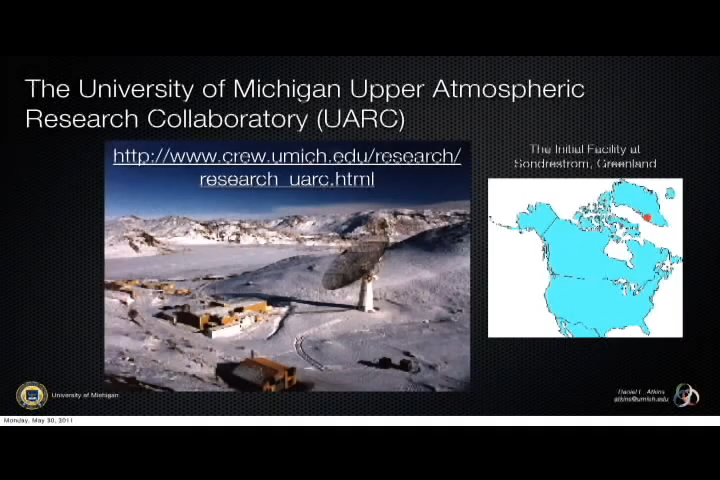 The University of Michigan Upper Atmospheric
Research Collaboratory (UARC)
http://www.crew.umich.edu/research/
research_uarc.html
The Initial Facility at
Sondrestrom, Greenland
University of Michigan
Daniel E. Atkins
atkins@umich.edu
Monday, May 30, 2011